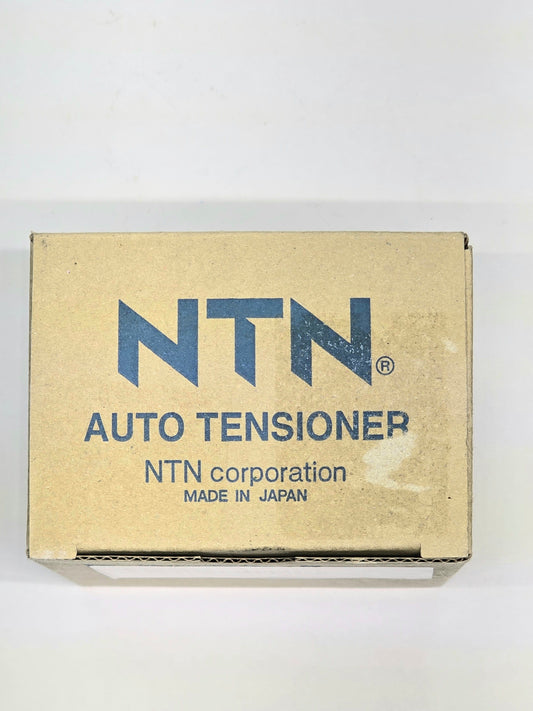 NTN®
AUTO TENSIONER
NTN corporation
MADE IN JAPAN